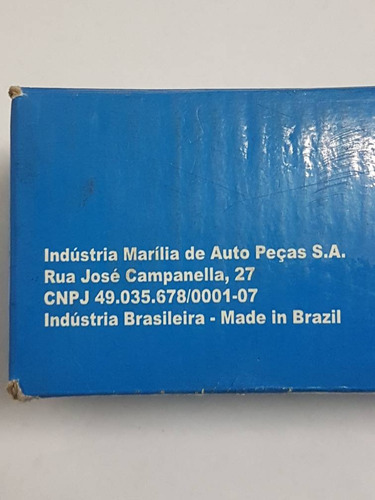 Indústria Marília de Auto Peças S.A.
Rua José Campanella, 27
CNPJ 49.035.678/0001-07
Indústria Brasileira - Made in Brazil